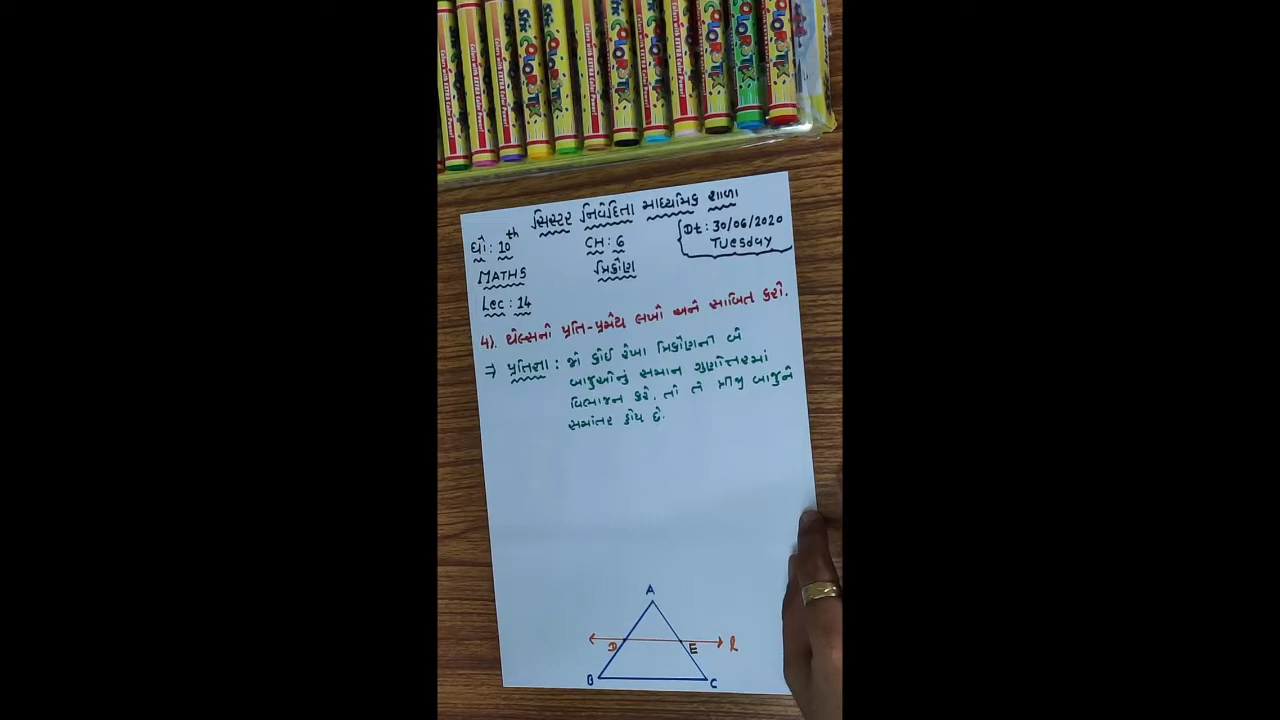 સિસ્ટર નિવેદિતા માધ્યમિક શાળા
ધો : 10th
CH : 6
Dt : 30/06/2020
Tuesday
MATHS
ત્રિકોણ
Lec : 14
4). થેલ્સનો પ્રતિ-પ્રમેય લખો અને સાબિત કરો.
⇒ પ્રતિજ્ઞા : જો કોઈ રેખા ત્રિકોણની બે
બાજુઓનું સમાન ગુણોત્તરમાં
વિભાજન કરે, તો તે ત્રીજી બાજુને
સમાંતર હોય છે.
A
D E l
B C